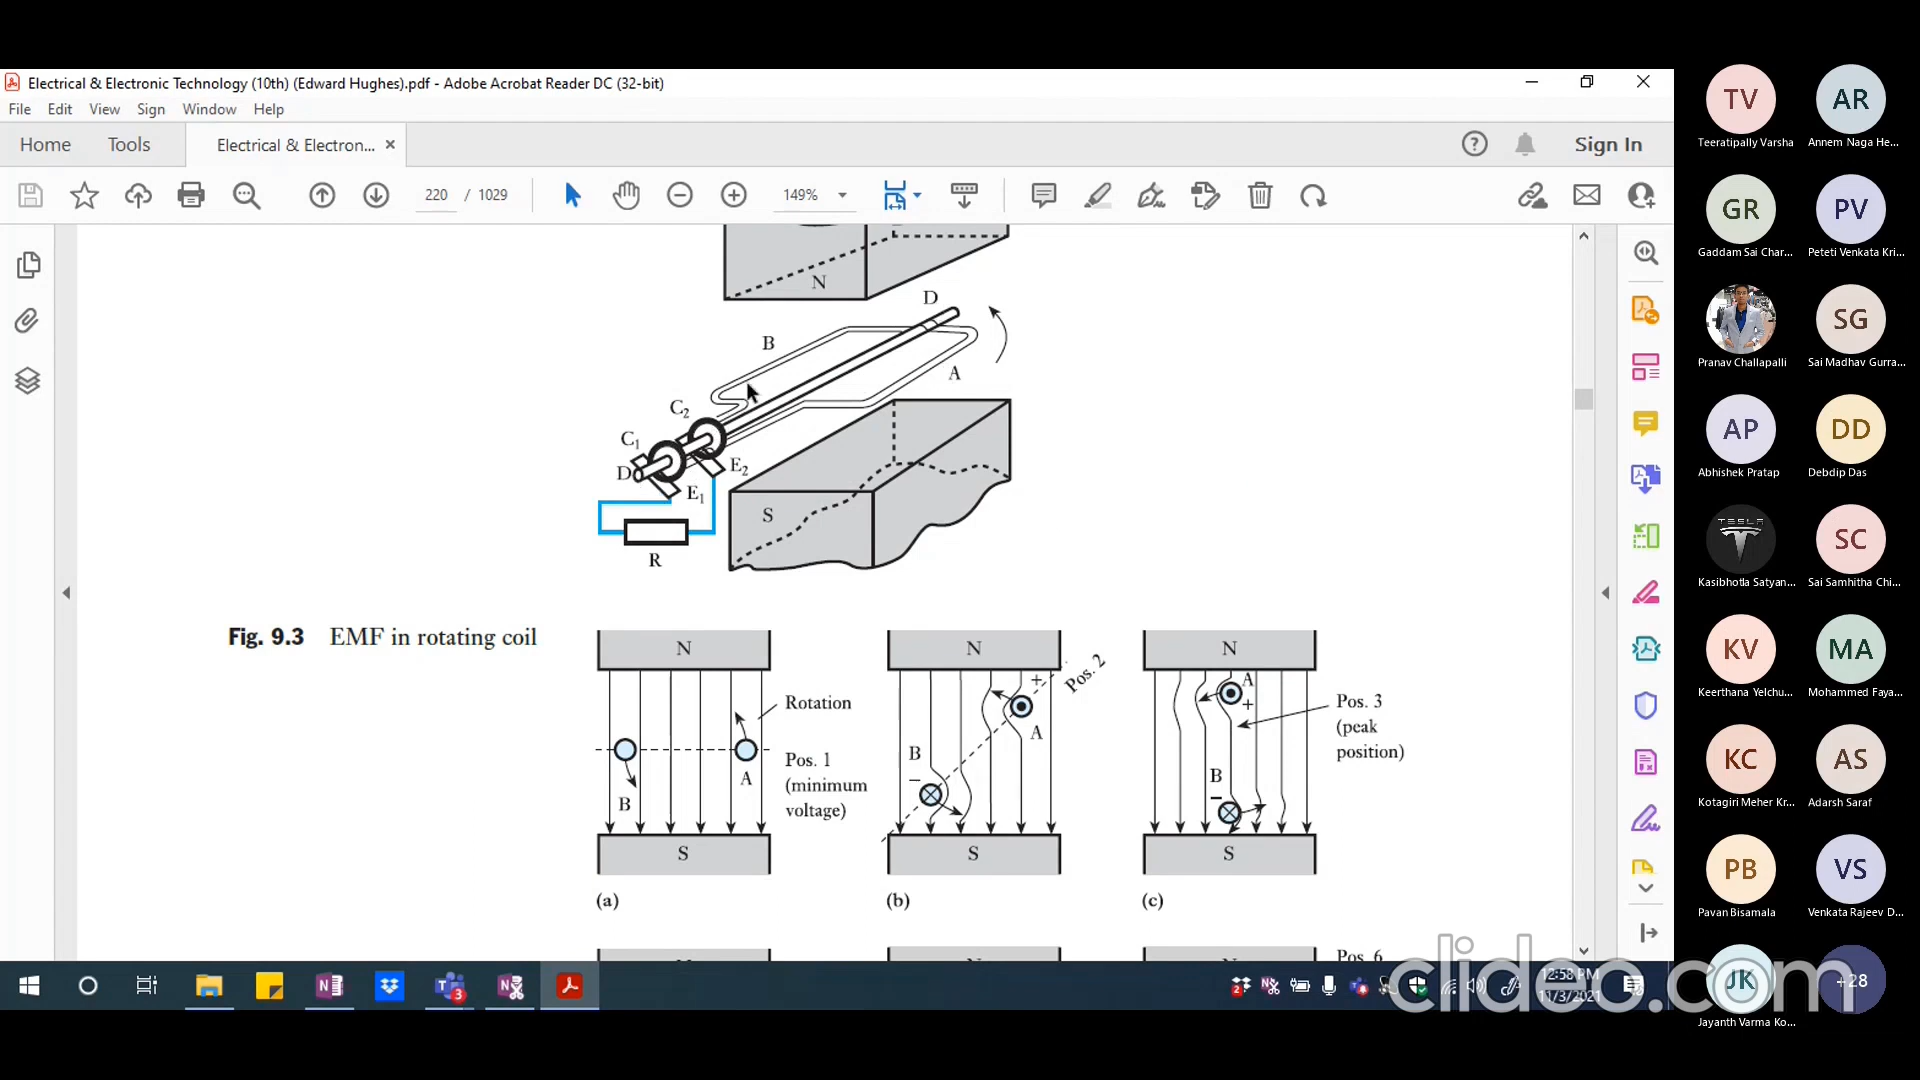 Electrical & Electronic Technology (10th) (Edward Hughes).pdf - Adobe Acrobat Reader DC (32-bit)
File Edit View Sign Window Help
Home Tools Electrical & Electron... × Sign In
220 / 1029 149%
N
D
B
A
C₂
C₁
D
E₂
E₁
S
R
Fig. 9.3 EMF in rotating coil
N
Rotation
Pos. 1
(minimum
voltage)
A
B
S
(a)
N
Pos. 2
+
A
B
−
S
(b)
N
A
+
Pos. 3
(peak
position)
B
−
S
(c)
Pos. 6
12:58 PM
11/3/2021
clideo.com
TV
Teeratipally Varsha
AR
Annem Naga He...
GR
Gaddam Sai Char...
PV
Peteti Venkata Kri...
Pranav Challapalli
SG
Sai Madhav Gurra...
AP
Abhishek Pratap
DD
Debdip Das
TESLA
Kasibhotla Satyan...
SC
Sai Samhitha Chi...
KV
Keerthana Yelchu...
MA
Mohammed Faya...
KC
Kotagiri Meher Kr...
AS
Adarsh Saraf
PB
Pavan Bisamala
VS
Venkata Rajeev D...
JK
Jayanth Varma Ko...
+28